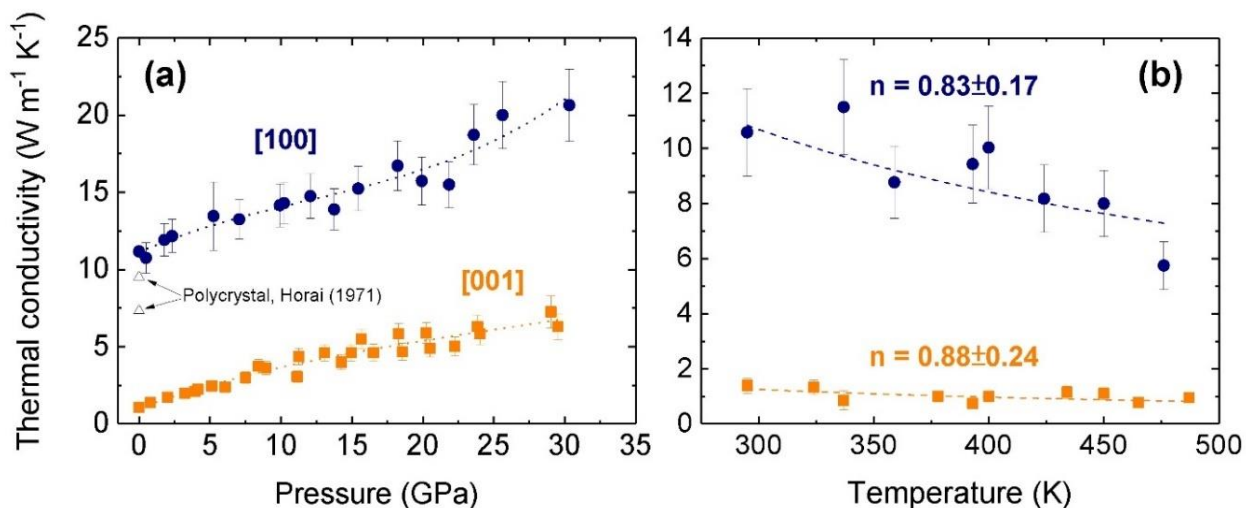 Thermal conductivity (W m⁻¹ K⁻¹)
25
20
15
10
5
0
(a)
[100]
[001]
Polycrystal, Horai (1971)
0 5 10 15 20 25 30 35
Pressure (GPa)
14
12
10
8
6
4
2
0
(b)
n = 0.83±0.17
n = 0.88±0.24
300 350 400 450 500
Temperature (K)